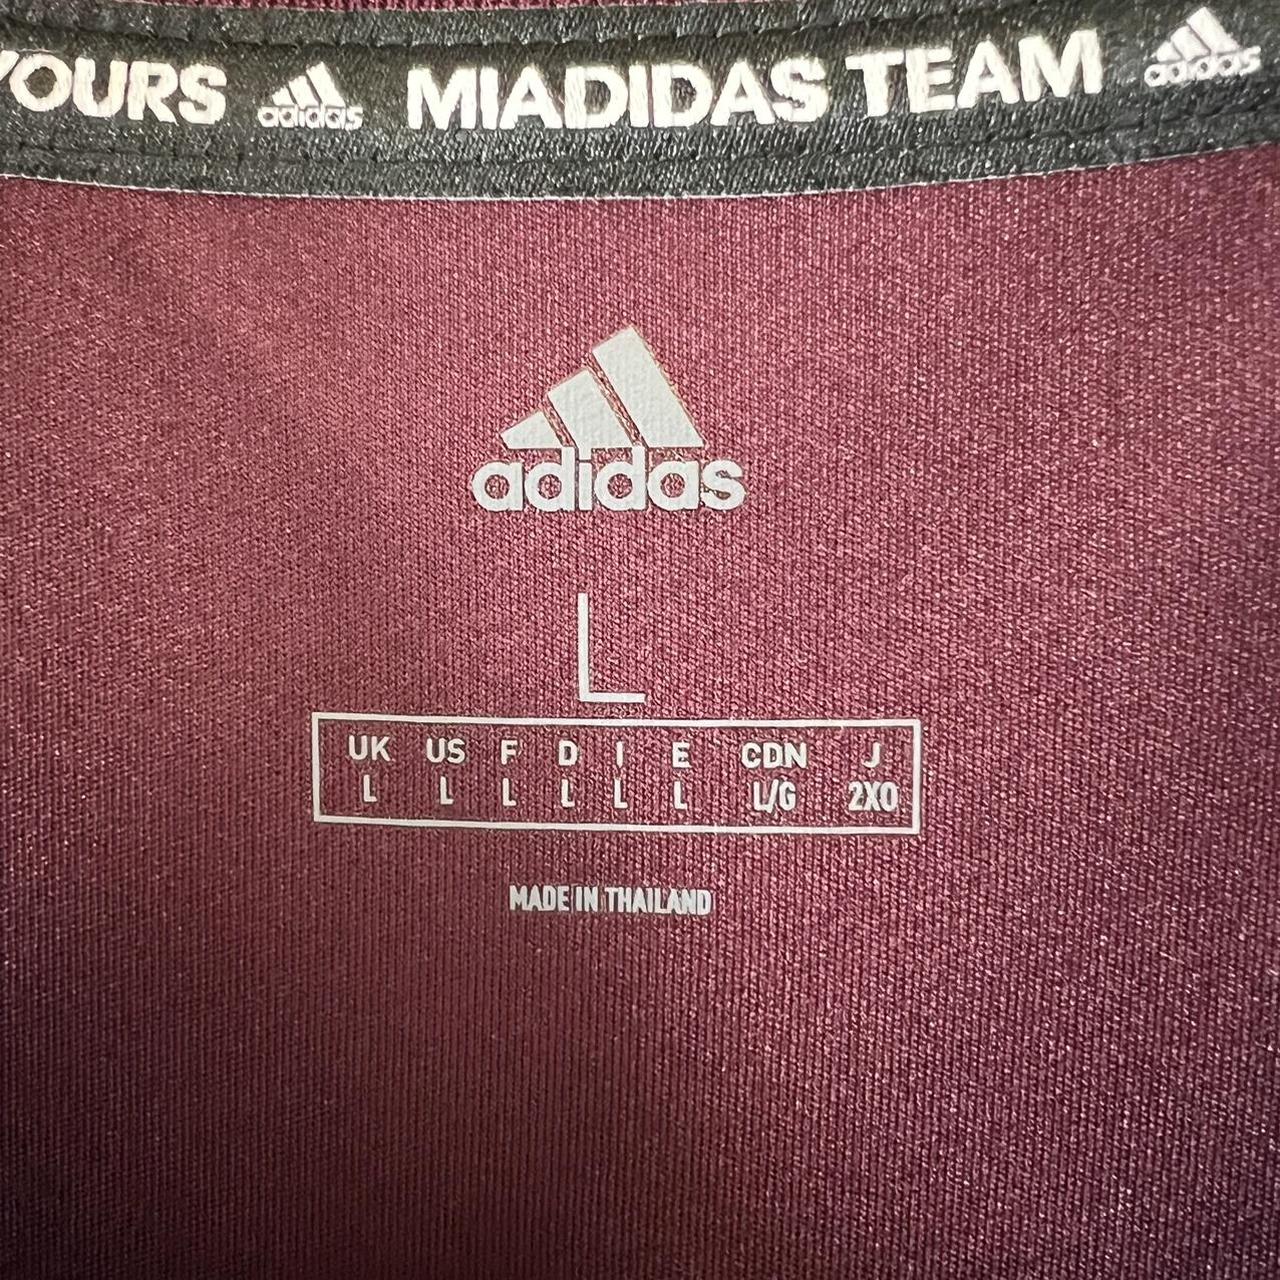 YOURS adidas MIADIDAS TEAM adidas
adidas
L
UK US F D I E CDN J
L L L L L L L/G 2XO
MADE IN THAILAND